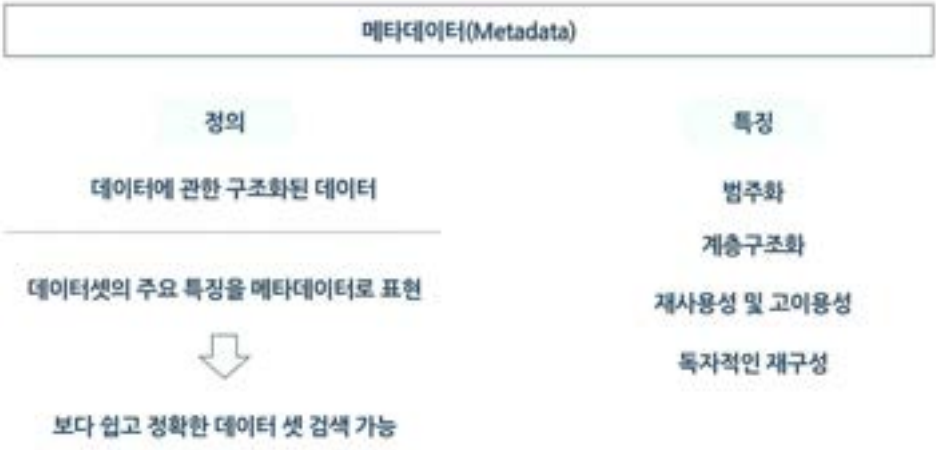 메타데이터(Metadata)
정의
데이터에 관한 구조화된 데이터
데이터셋의 주요 특징을 메타데이터로 표현
보다 쉽고 정확한 데이터 셋 검색 가능
특징
범주화
계층구조화
재사용성 및 고이용성
독자적인 재구성